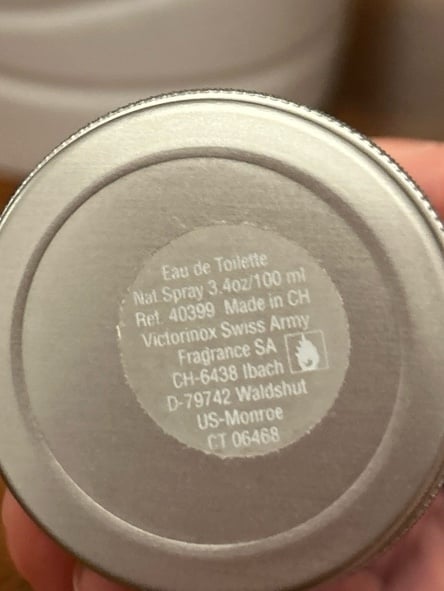 Eau de Toilette
Nat Spray 3.4oz/100 ml
Ref. 40399 Made in CH
Victorinox Swiss Army
Fragrance SA
CH-6438 Ibach
D-79742 Waldshut
US-Monroe
CT 06468